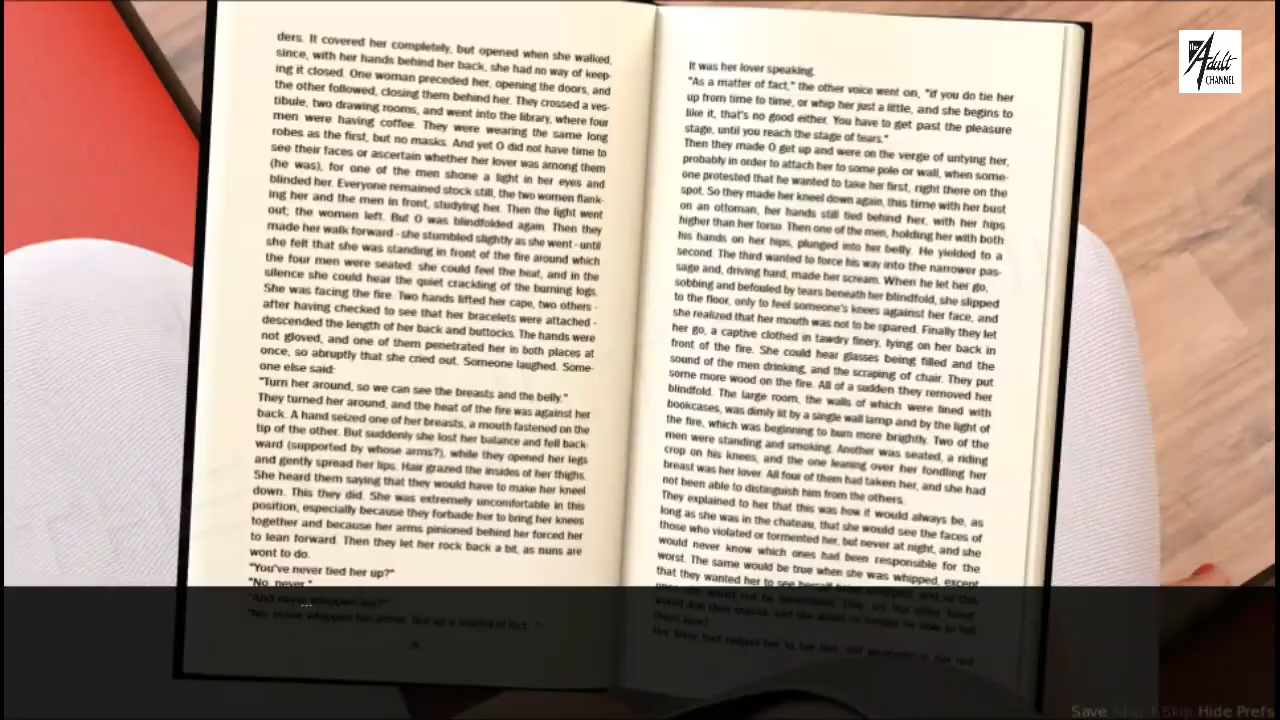 ders. It covered her completely, but opened when she walked,
since, with her hands behind her back, she had no way of keep-
ing it closed. One woman preceded her, opening the doors, and
the other followed, closing them behind her. They crossed a ves-
tibule, two drawing rooms, and went into the library, where four
men were having coffee. They were wearing the same long
robes as the first, but no masks. And yet O did not have time to
see their faces or ascertain whether her lover was among them
(he was), for one of the men shone a light in her eyes and
blinded her. Everyone remained stock still, the two women flank-
ing her and the men in front, studying her. Then the light went
out; the women left. But O was blindfolded again. Then they
made her walk forward - she stumbled slightly as she went - until
she felt that she was standing in front of the fire around which
the four men were seated: she could feel the heat, and in the
silence she could hear the quiet crackling of the burning logs.
She was facing the fire. Two hands lifted her cape, two others -
after having checked to see that her bracelets were attached -
descended the length of her back and buttocks. The hands were
not gloved, and one of them penetrated her in both places at
once, so abruptly that she cried out. Someone laughed. Some-
one else said:
"Turn her around, so we can see the breasts and the belly."
They turned her around, and the heat of the fire was against her
back. A hand seized one of her breasts, a mouth fastened on the
tip of the other. But suddenly she lost her balance and fell back-
ward (supported by whose arms?), while they opened her legs
and gently spread her lips. Hair grazed the insides of her thighs.
She heard them saying that they would have to make her kneel
down. This they did. She was extremely uncomfortable in this
position, especially because they forbade her to bring her knees
together and because her arms pinioned behind her forced her
to lean forward. Then they let her rock back a bit, as nuns are
wont to do.
"You've never tied her up?"
"No, never."
"And never whipped her?"
"No, never whipped her either. But as a matter of fact..."
It was her lover speaking.
"As a matter of fact," the other voice went on, "if you do tie her
up from time to time, or whip her just a little, and she begins to
like it, that's no good either. You have to get past the pleasure
stage, until you reach the stage of tears."
Then they made O get up and were on the verge of untying her,
probably in order to attach her to some pole or wall, when some-
one protested that he wanted to take her first, right there on the
spot. So they made her kneel down again, this time with her bust
on an ottoman, her hands still tied behind her, with her hips
higher than her torso. Then one of the men, holding her with both
his hands on her hips, plunged into her belly. He yielded to a
second. The third wanted to force his way into the narrower pas-
sage and, driving hard, made her scream. When he let her go,
sobbing and befouled by tears beneath her blindfold, she slipped
to the floor, only to feel someone's knees against her face, and
she realized that her mouth was not to be spared. Finally they let
her go, a captive clothed in tawdry finery, lying on her back in
front of the fire. She could hear glasses being filled and the
sound of the men drinking, and the scraping of chair. They put
some more wood on the fire. All of a sudden they removed her
blindfold. The large room, the walls of which were lined with
bookcases, was dimly lit by a single wall lamp and by the light of
the fire, which was beginning to burn more brightly. Two of the
men were standing and smoking. Another was seated, a riding
crop on his knees, and the one leaning over her fondling her
breast was her lover. All four of them had taken her, and she had
not been able to distinguish him from the others.
They explained to her that this was how it would always be, as
long as she was in the chateau, that she would see the faces of
those who violated or tormented her, but never at night, and she
would never know which ones had been responsible for the
worst. The same would be true when she was whipped, except
that they wanted her to see herself
...
the Adult
CHANNEL
Save Skip Hide Prefs